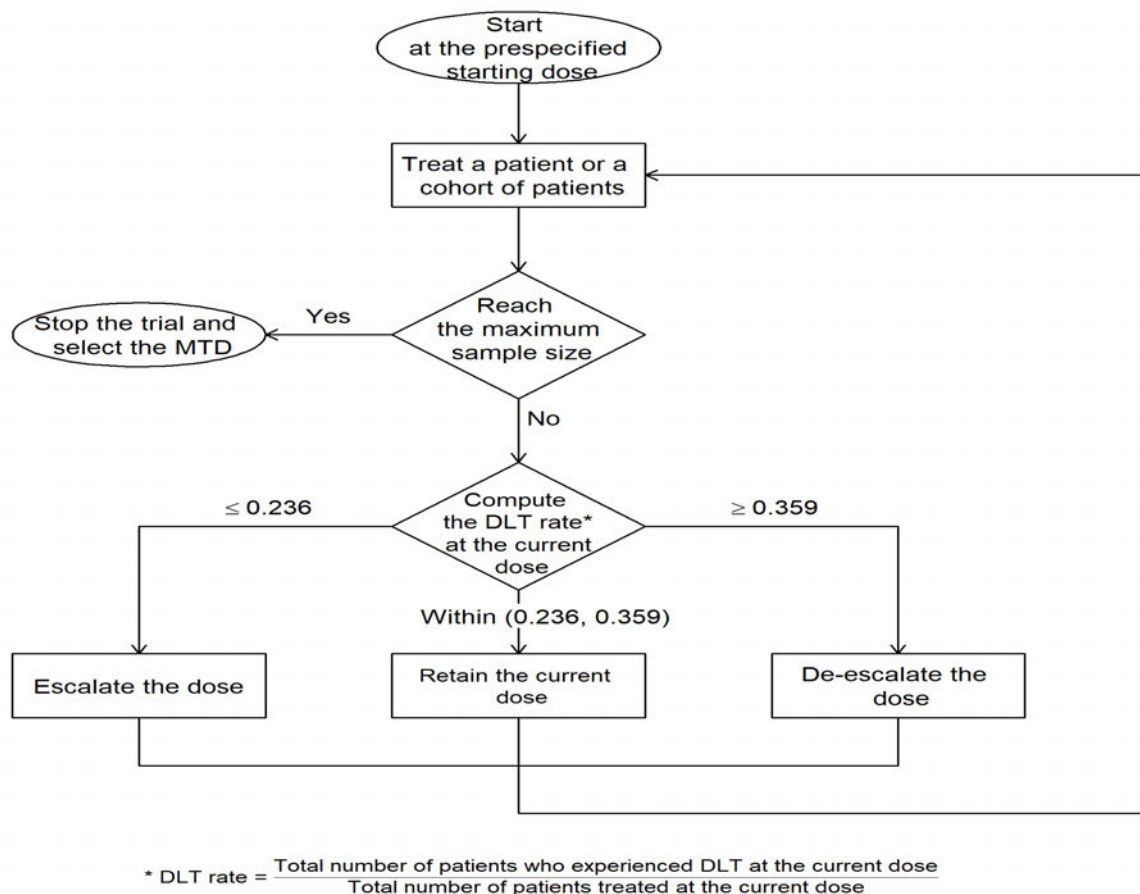 Start
at the prespecified
starting dose
Treat a patient or a
cohort of patients
Reach
the maximum
sample size
Yes
Stop the trial and
select the MTD
No
Compute
the DLT rate*
at the current
dose
≤ 0.236
≥ 0.359
Within (0.236, 0.359)
Escalate the dose
Retain the current
dose
De-escalate the
dose
* DLT rate = Total number of patients who experienced DLT at the current dose
Total number of patients treated at the current dose